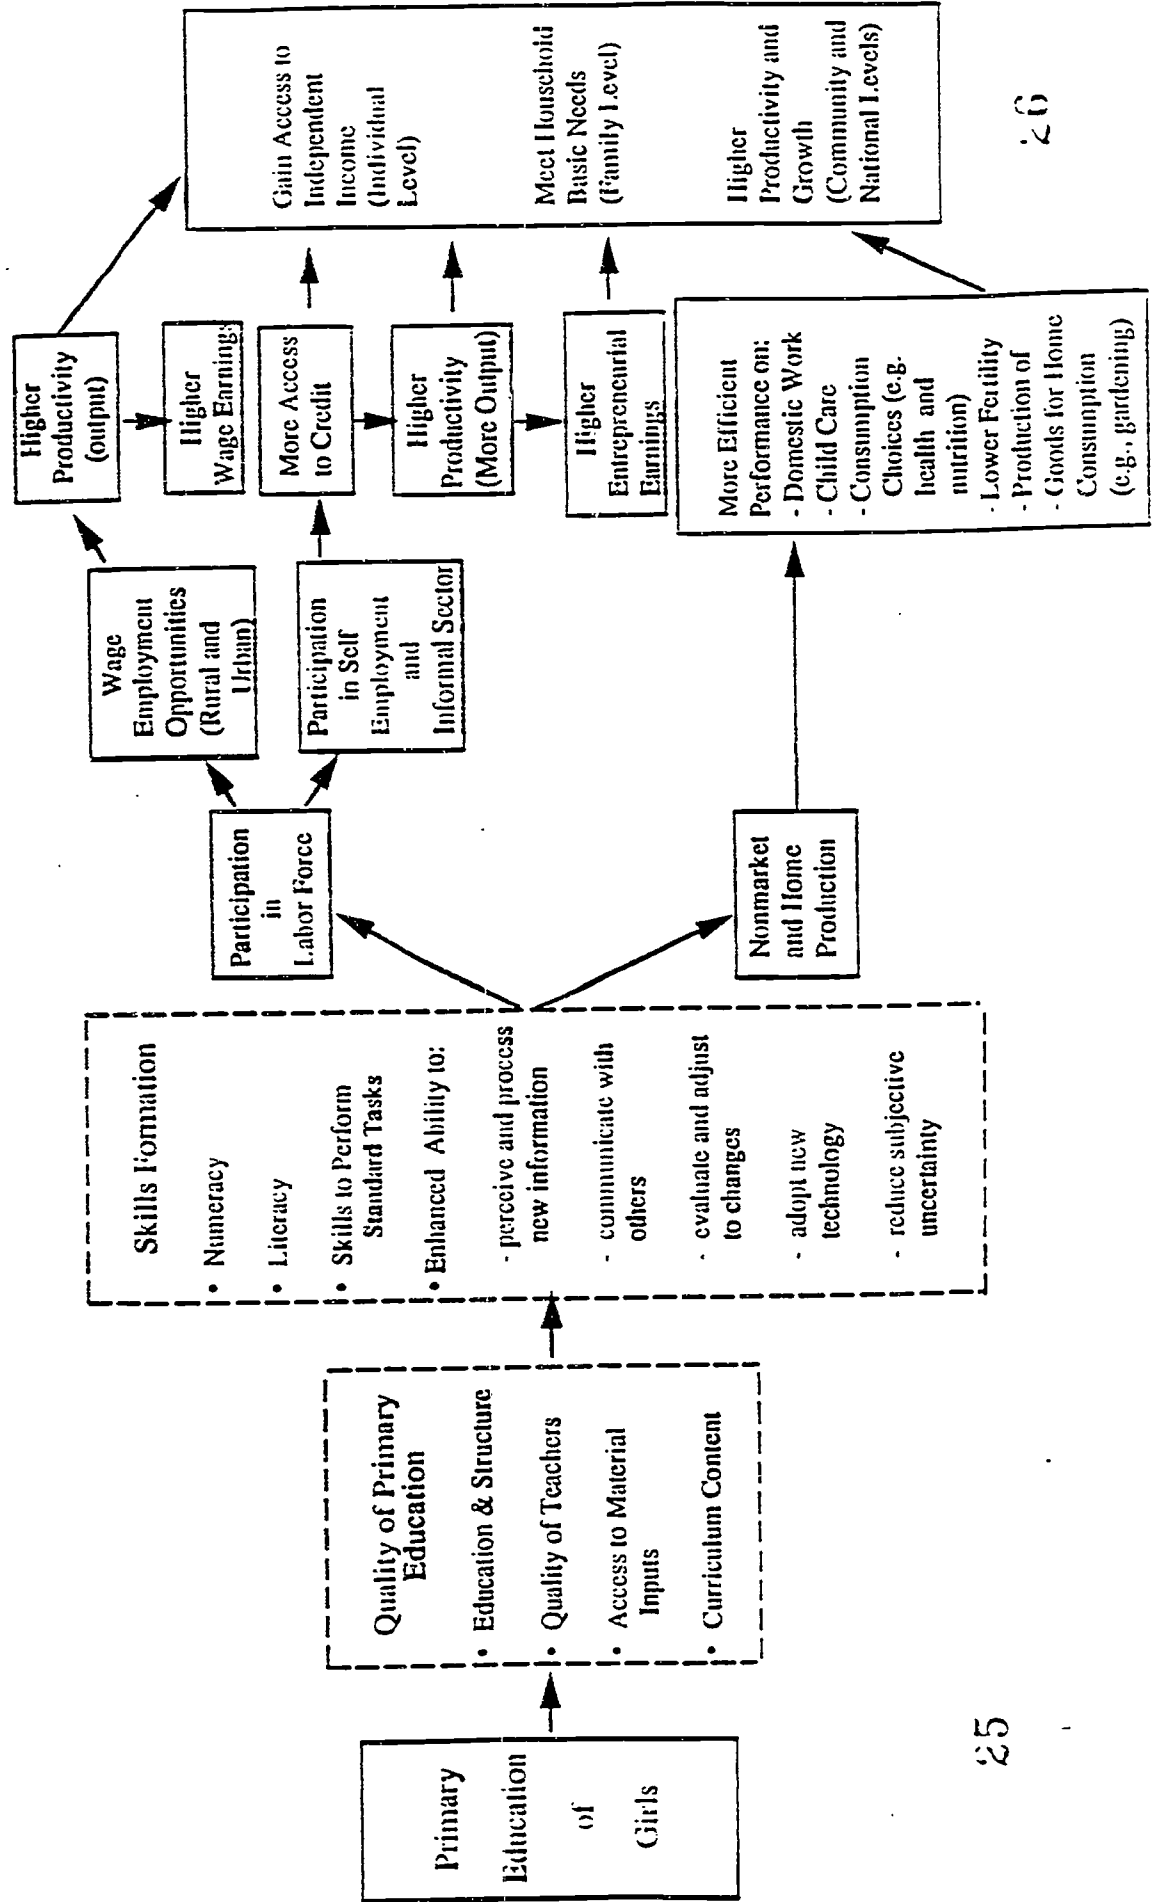 Primary
Education
of
Girls
Quality of Primary
Education
• Education & Structure
• Quality of Teachers
• Access to Material
Inputs
• Curriculum Content
Skills Formation
• Numeracy
• Literacy
• Skills to Perform
Standard Tasks
• Enhanced Ability to:
- perceive and process
new information
- communicate with
others
- evaluate and adjust
to changes
- adopt new
technology
- reduce subjective
uncertainty
Participation
in
Labor Force
Nonmarket
and Home
Production
Wage
Employment
Opportunities
(Rural and
Urban)
Participation
in Self
Employment
and
Informal Sector
Higher
Productivity
(output)
Higher
Wage Earnings
More Access
to Credit
Higher
Productivity
(More Output)
Higher
Entrepreneurial
Earnings
More Efficient
Performance on:
- Domestic Work
- Child Care
- Consumption
Choices (e.g.
health and
nutrition)
- Lower Fertility
- Production of
- Goods for Home
Consumption
(e.g., gardening)
Gain Access to
Independent
Income
(Individual
Level)
Meet Household
Basic Needs
(Family Level)
Higher
Productivity and
Growth
(Community and
National Levels)
25
26